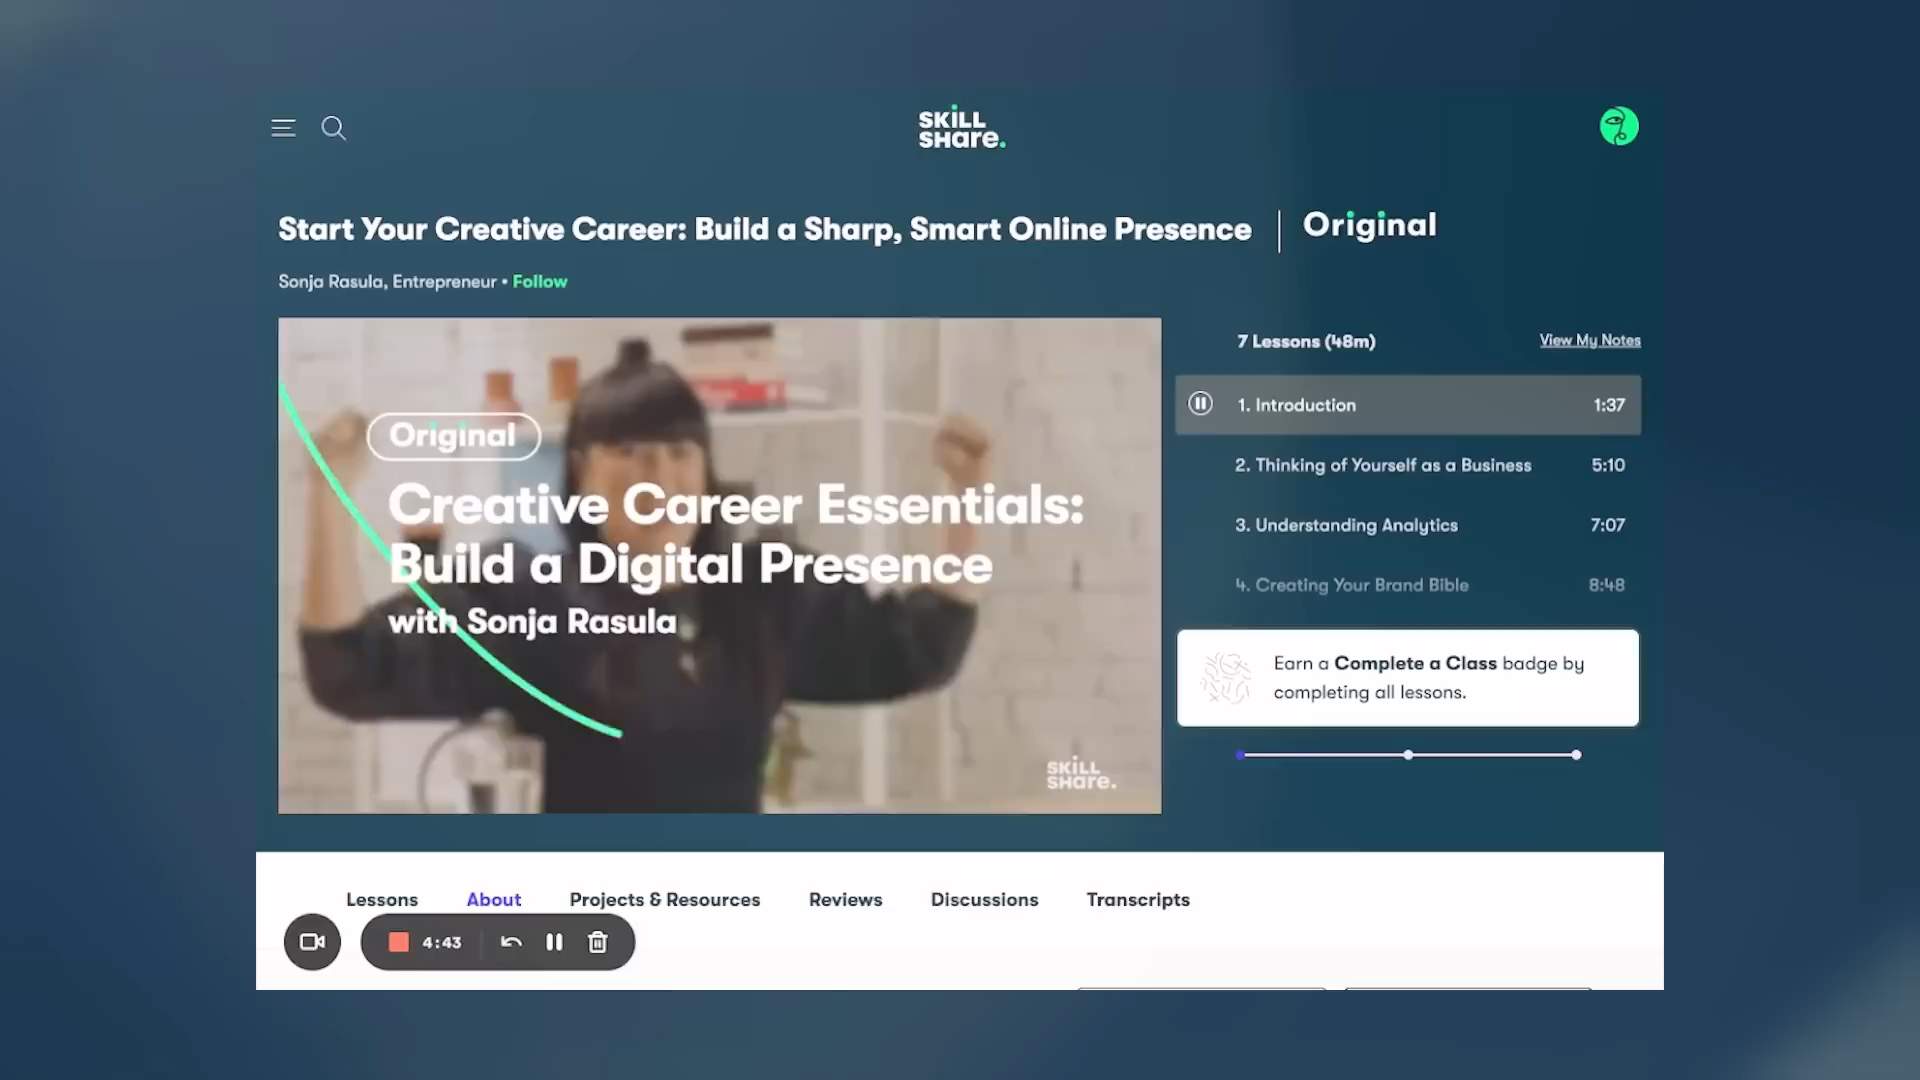 SKILL
SHare.
Start Your Creative Career: Build a Sharp, Smart Online Presence
Original
Sonja Rasula, Entrepreneur • Follow
Original
Creative Career Essentials:
Build a Digital Presence
with Sonja Rasula
SKILL
SHare.
7 Lessons (48m)
View My Notes
1. Introduction 1:37
2. Thinking of Yourself as a Business 5:10
3. Understanding Analytics 7:07
4. Creating Your Brand Bible 8:48
Earn a Complete a Class badge by
completing all lessons.
Lessons About Projects & Resources Reviews Discussions Transcripts
4:43